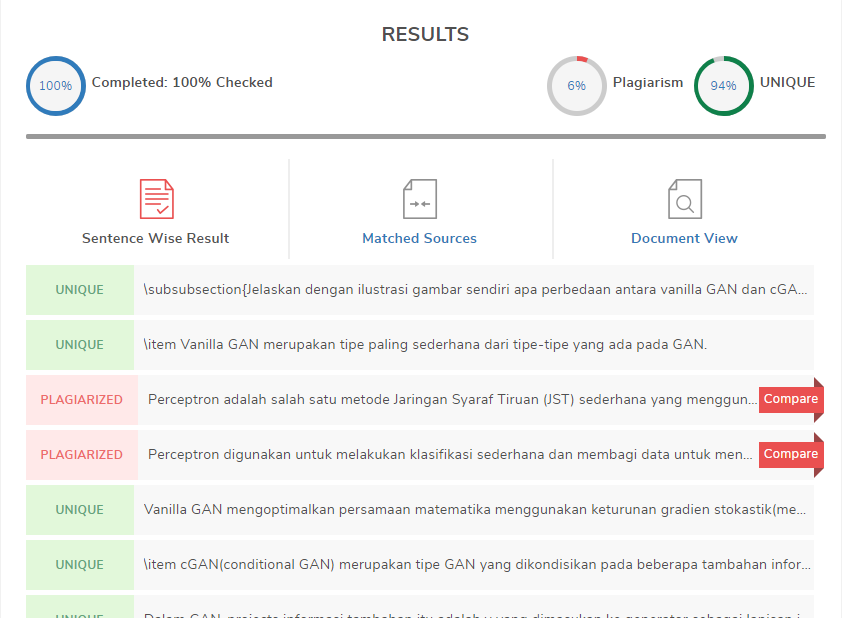 RESULTS
100% Completed: 100% Checked
6% Plagiarism 94% UNIQUE
Sentence Wise Result
Matched Sources
Document View
UNIQUE \subsubsection{Jelaskan dengan ilustrasi gambar sendiri apa perbedaan antara vanilla GAN dan cGA...
UNIQUE \item Vanilla GAN merupakan tipe paling sederhana dari tipe-tipe yang ada pada GAN.
PLAGIARIZED Perceptron adalah salah satu metode Jaringan Syaraf Tiruan (JST) sederhana yang menggun... Compare
PLAGIARIZED Perceptron digunakan untuk melakukan klasifikasi sederhana dan membagi data untuk men... Compare
UNIQUE Vanilla GAN mengoptimalkan persamaan matematika menggunakan keturunan gradien stokastik(me...
UNIQUE \item cGAN(conditional GAN) merupakan tipe GAN yang dikondisikan pada beberapa tambahan infor...
UNIQUE Dalam GAN